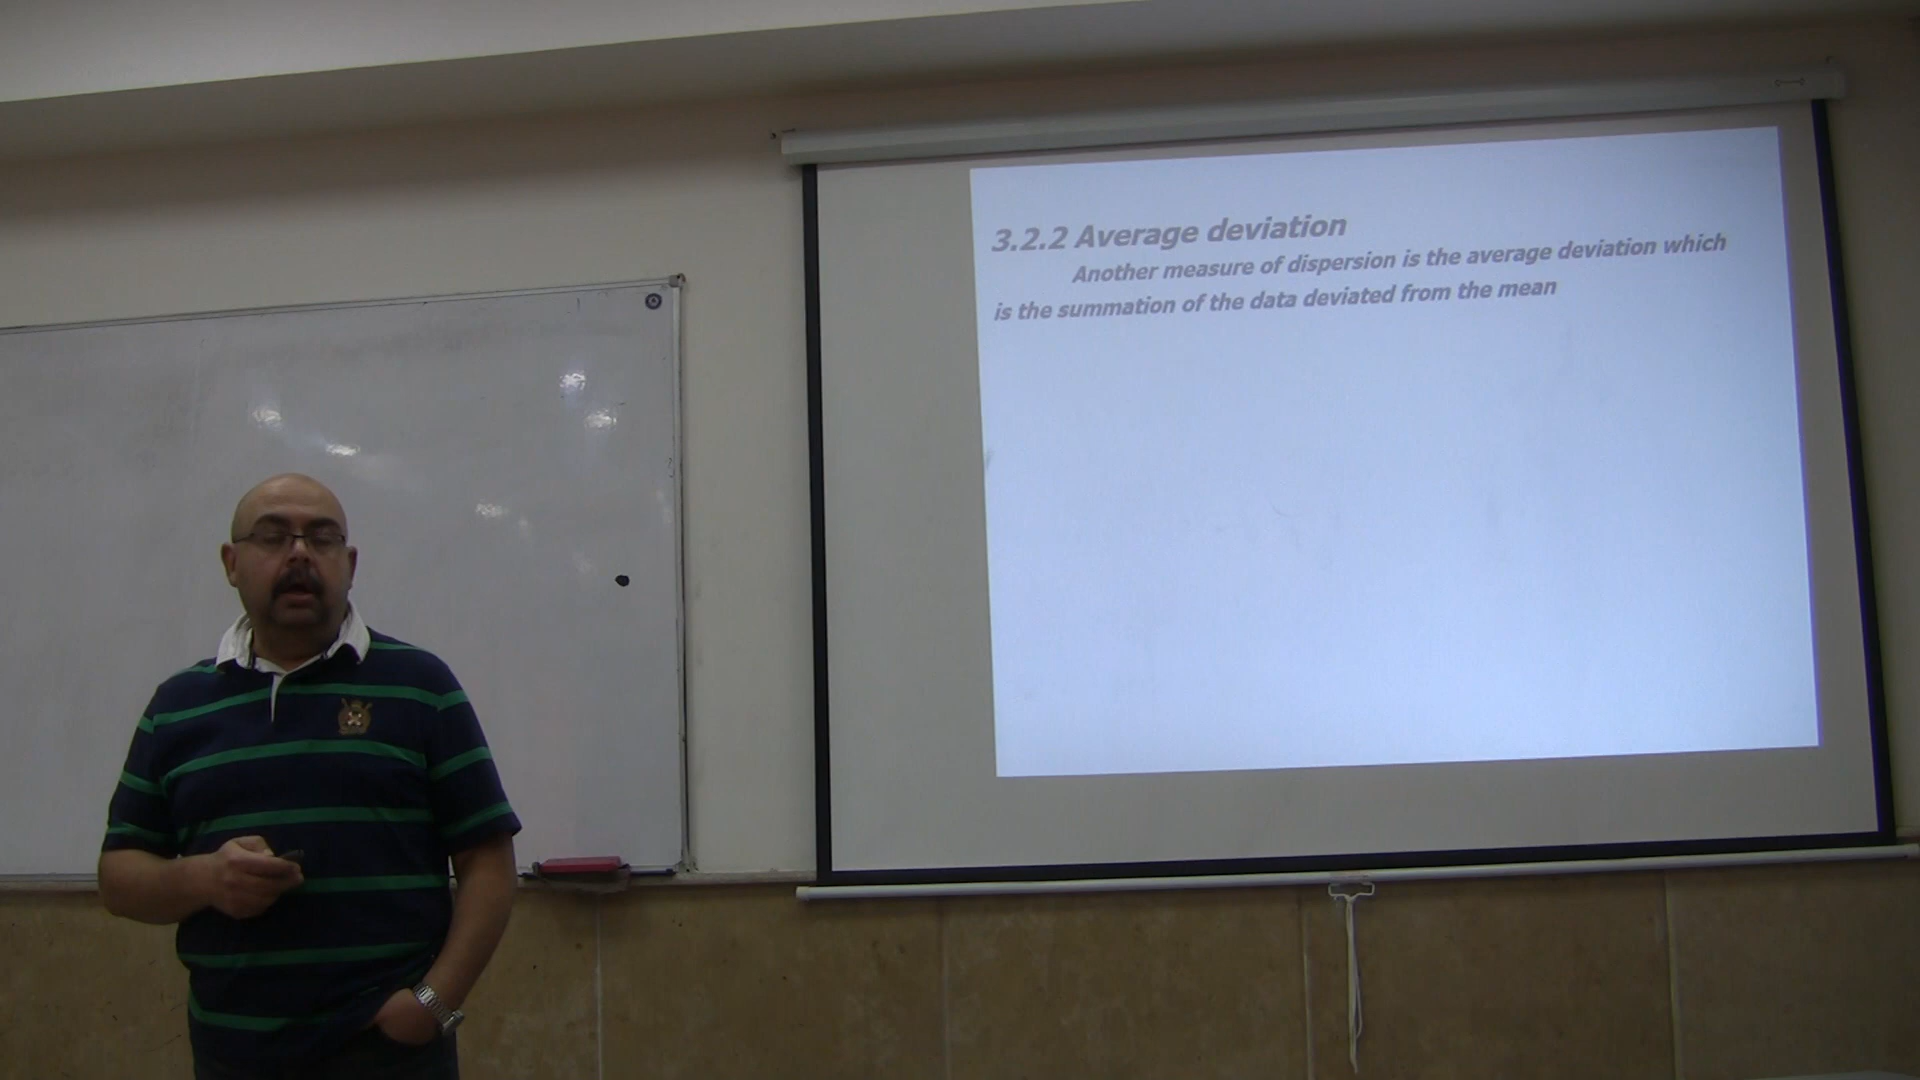 3.2.2 Average deviation
Another measure of dispersion is the average deviation which
is the summation of the data deviated from the mean